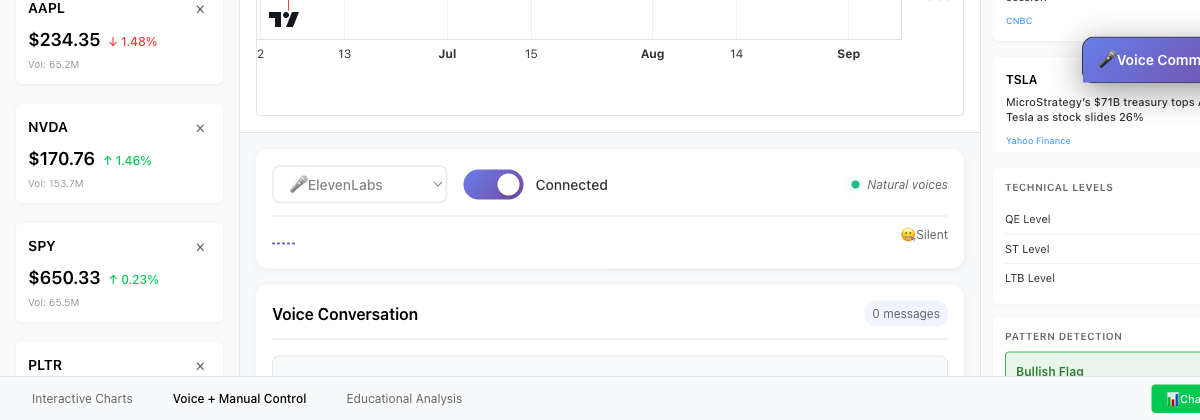 AAPL ×
$234.35 ↓ 1.48%
Vol: 65.2M
NVDA ×
$170.76 ↑ 1.46%
Vol: 153.7M
SPY ×
$650.33 ↑ 0.23%
Vol: 65.5M
PLTR ×
2 13 Jul 15 Aug 14 Sep
🎤ElevenLabs Connected Natural voices
🤐Silent
Voice Conversation 0 messages
CNBC
🎤Voice Comm
TSLA
MicroStrategy's $71B treasury tops
Tesla as stock slides 26%
Yahoo Finance
TECHNICAL LEVELS
QE Level
ST Level
LTB Level
PATTERN DETECTION
Bullish Flag
Interactive Charts Voice + Manual Control Educational Analysis
📊Cha